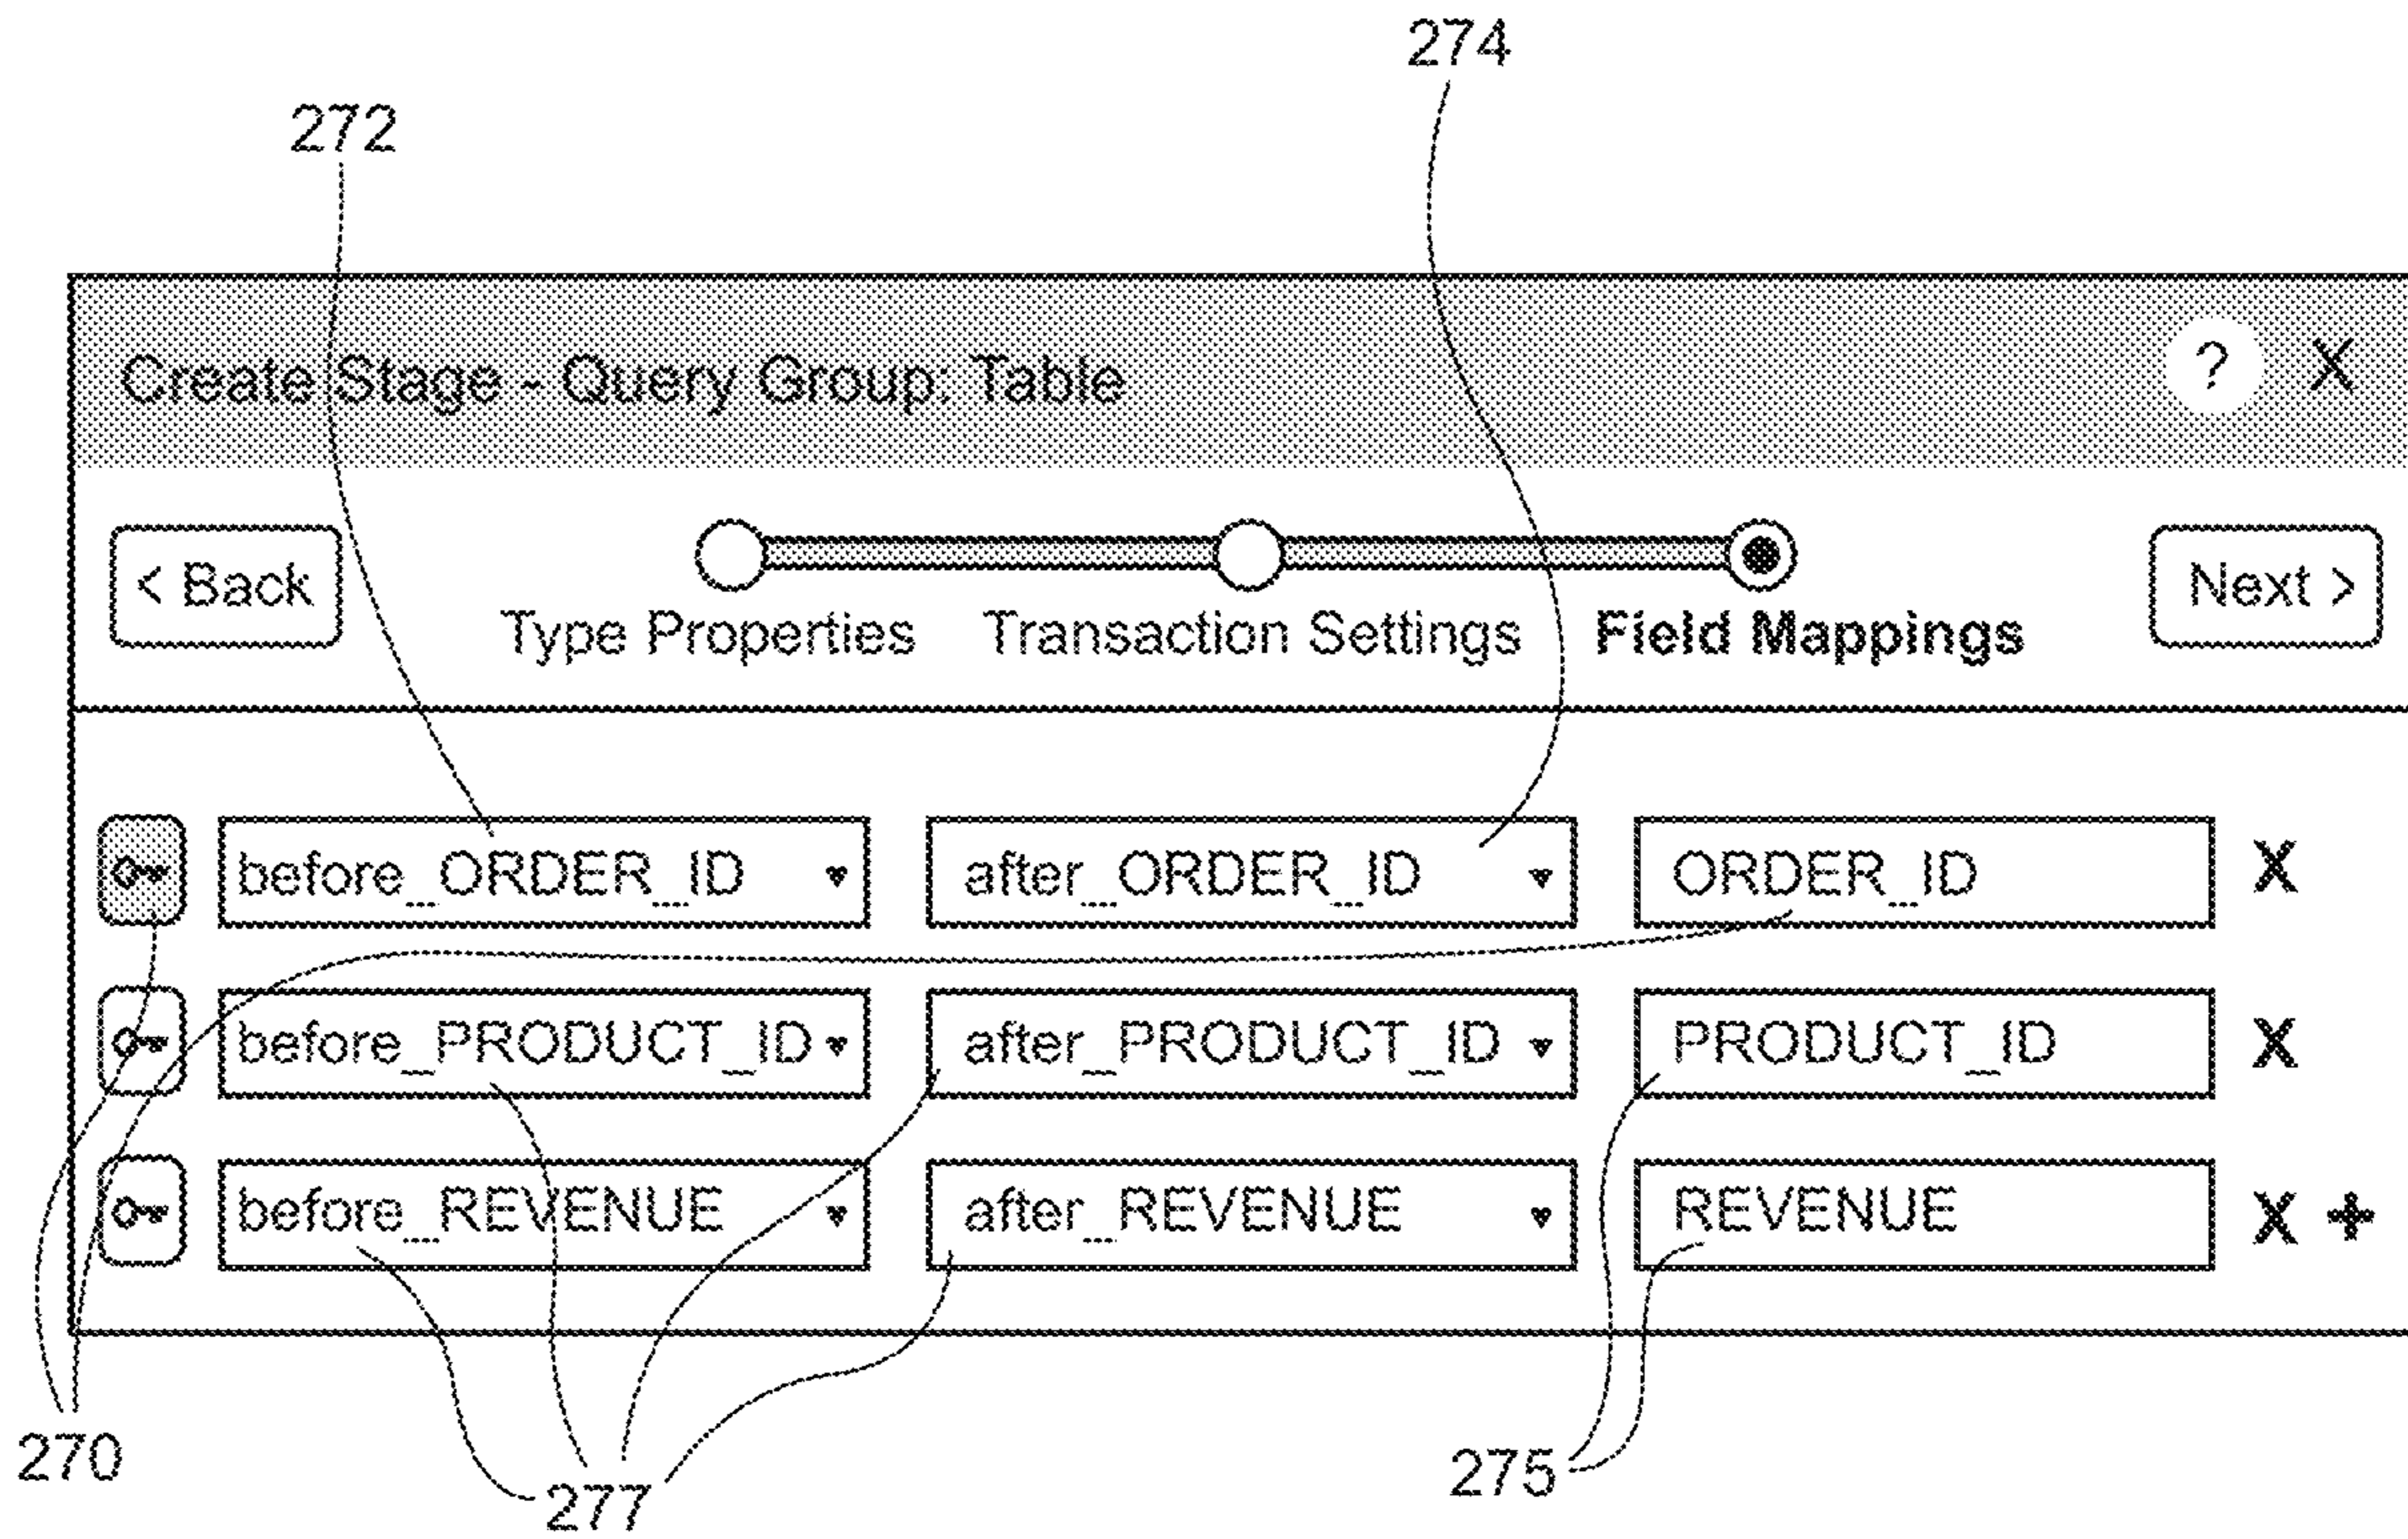 274
272
Create Stage - Query Group: Table ? X
< Back Next >
Type Properties Transaction Settings Field Mappings
before_ORDER_ID after_ORDER_ID ORDER_ID X
before_PRODUCT_ID after_PRODUCT_ID PRODUCT_ID X
before_REVENUE after_REVENUE REVENUE X +
270
275
277